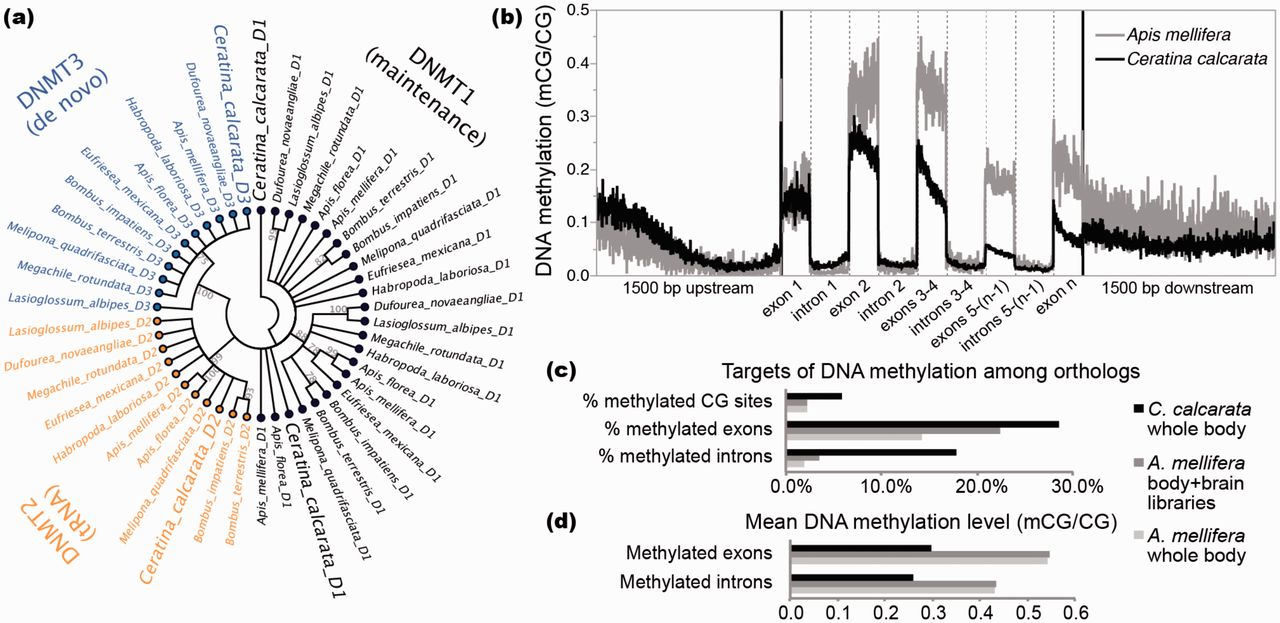 (a)
DNMT3
(de novo)
DNMT1
(maintenance)
DNMT2
(tRNA)
Ceratina_calcarata_D1
Dufourea_novaeangliae_D1
Lasioglossum_albipes_D1
Megachile_rotundata_D1
Apis_florea_D1
Apis_mellifera_D1
Bombus_terrestris_D1
Bombus_impatiens_D1
Melipona_quadrifasciata_D1
Eufriesea_mexicana_D1
Habropoda_laboriosa_D1
Dufourea_novaeangliae_D1
Lasioglossum_albipes_D1
Megachile_rotundata_D1
Habropoda_laboriosa_D1
Apis_florea_D1
Apis_mellifera_D1
Eufriesea_mexicana_D1
Bombus_impatiens_D1
Bombus_terrestris_D1
Melipona_quadrifasciata_D1
Ceratina_calcarata_D1
Apis_florea_D1
Apis_mellifera_D1
Bombus_terrestris_D2
Bombus_impatiens_D2
Ceratina_calcarata_D2
Melipona_quadrifasciata_D2
Apis_florea_D2
Apis_mellifera_D2
Habropoda_laboriosa_D2
Eufriesea_mexicana_D2
Megachile_rotundata_D2
Dufourea_novaeangliae_D2
Lasioglossum_albipes_D2
Lasioglossum_albipes_D3
Megachile_rotundata_D3
Melipona_quadrifasciata_D3
Bombus_terrestris_D3
Bombus_impatiens_D3
Eufriesea_mexicana_D3
Apis_florea_D3
Habropoda_laboriosa_D3
Apis_mellifera_D3
Dufourea_novaeangliae_D3
Ceratina_calcarata_D3
100
100
93
(b)
DNA methylation (mCG/CG)
0.5
0.4
0.3
0.2
0.1
0.0
Apis mellifera
Ceratina calcarata
1500 bp upstream
exon 1
intron 1
exon 2
intron 2
exons 3-4
introns 3-4
exons 5-(n-1)
introns 5-(n-1)
exon n
1500 bp downstream
(c)
Targets of DNA methylation among orthologs
% methylated CG sites
% methylated exons
% methylated introns
0.0% 10.0% 20.0% 30.0%
C. calcarata
whole body
A. mellifera
body+brain
libraries
A. mellifera
whole body
(d)
Mean DNA methylation level (mCG/CG)
Methylated exons
Methylated introns
0.0 0.1 0.2 0.3 0.4 0.5 0.6